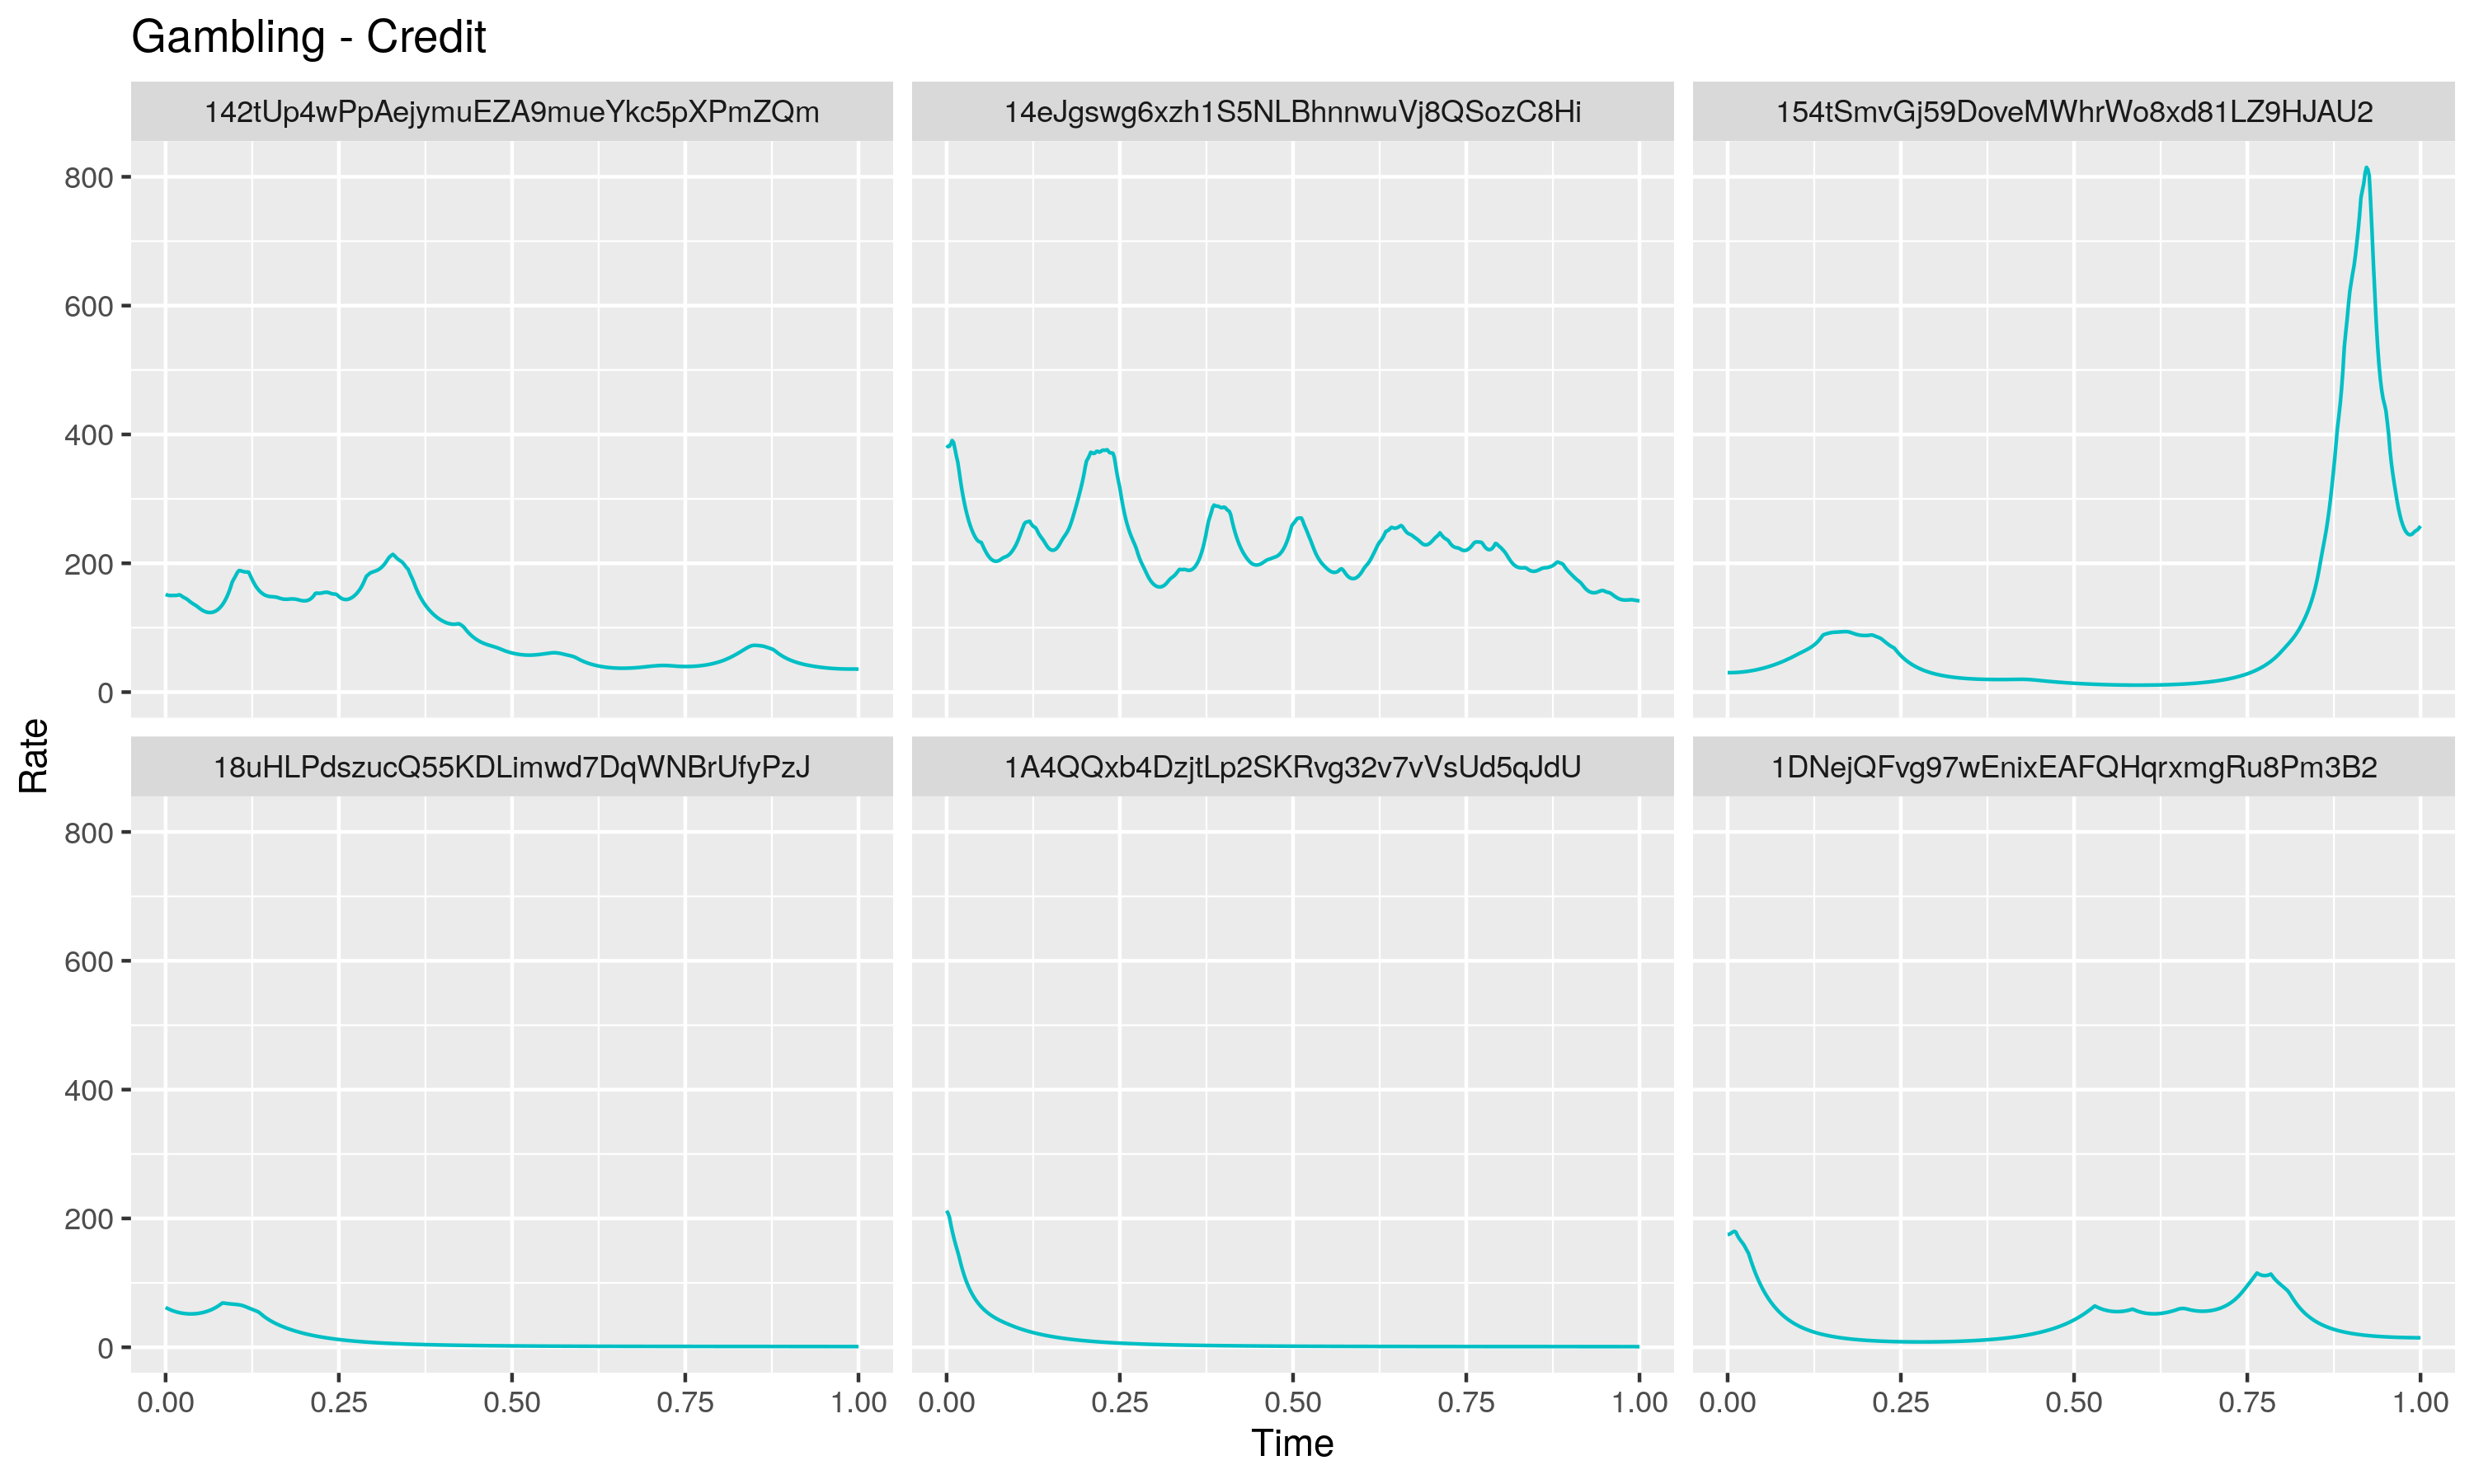 Gambling - Credit
142tUp4wPpAejymuEZA9mueYkc5pXPmZQm
14eJgswg6xzh1S5NLBhnnwuVj8QSozC8Hi
154tSmvGj59DoveMWhrWo8xd81LZ9HJAU2
800
600
400
200
0
Rate
18uHLPdszucQ55KDLimwd7DqWNBrUfyPzJ
1A4QQxb4DzjtLp2SKRvg32v7vVsUd5qJdU
1DNejQFvg97wEnixEAFQHqrxmgRu8Pm3B2
800
600
400
200
0
0.00 0.25 0.50 0.75 1.00
0.00 0.25 0.50 0.75 1.00
0.00 0.25 0.50 0.75 1.00
Time